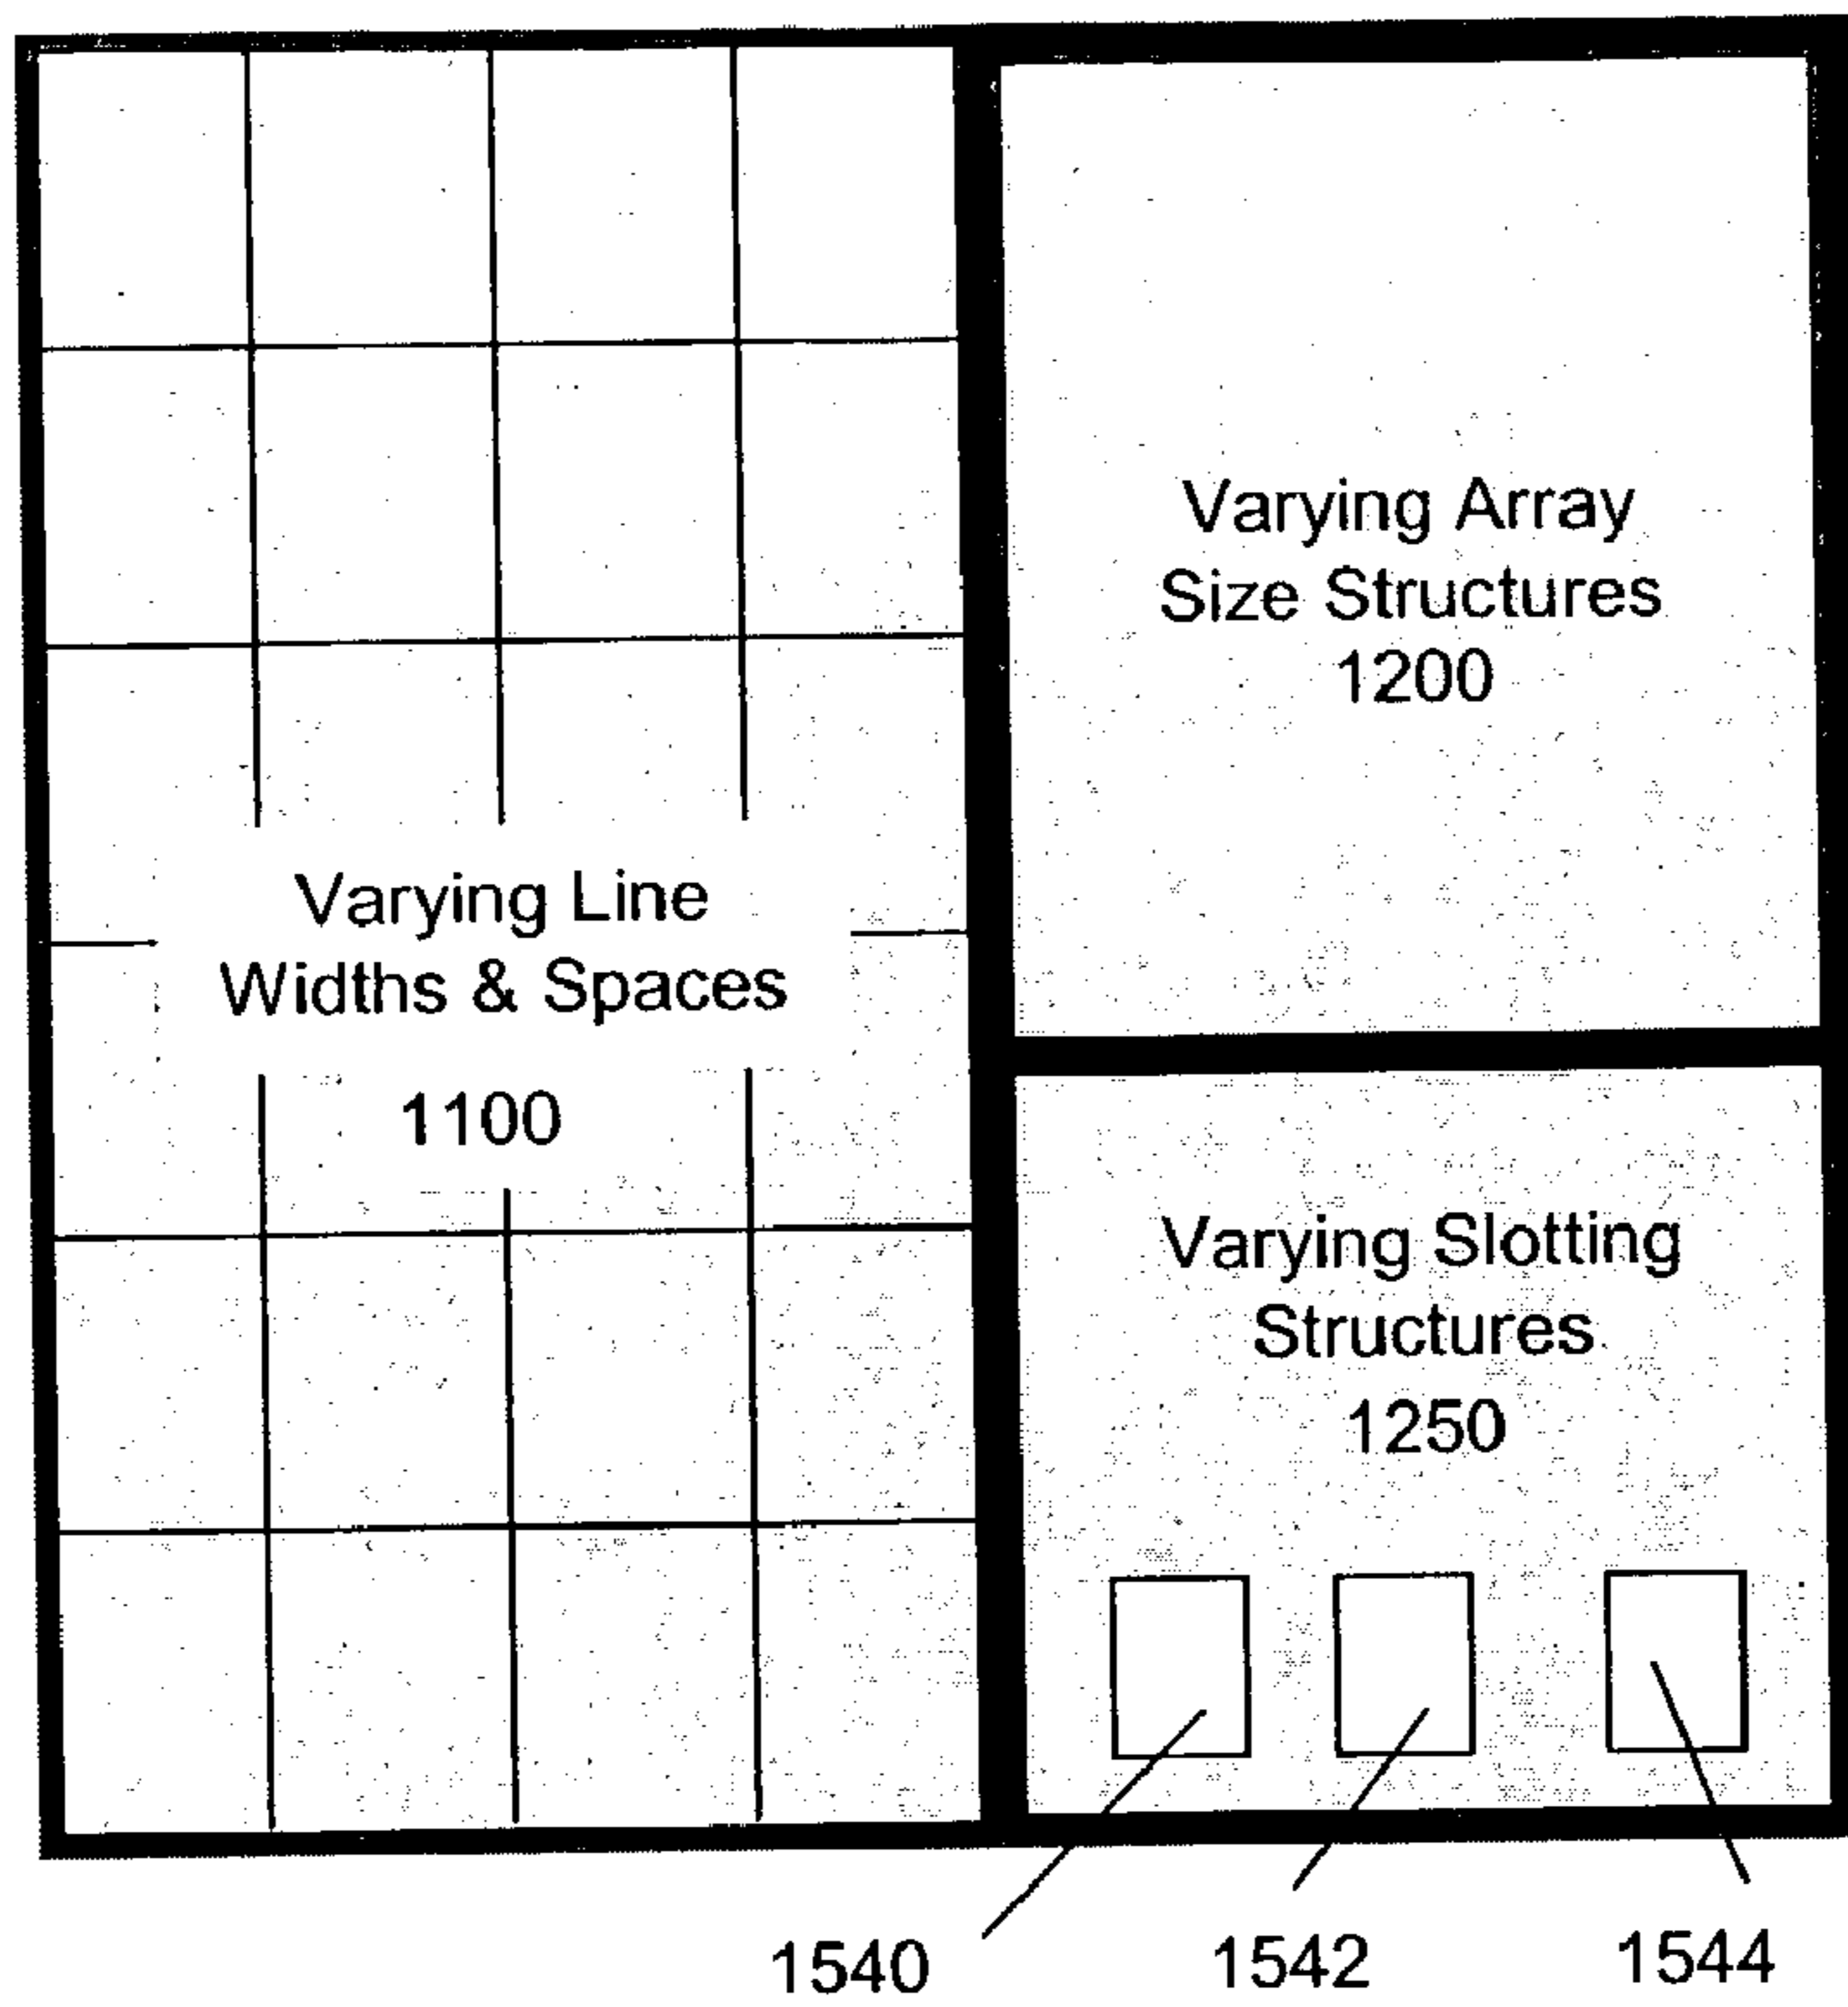 Varying Line
Widths & Spaces
1100
Varying Array
Size Structures
1200
Varying Slotting
Structures
1250
1540
1542
1544